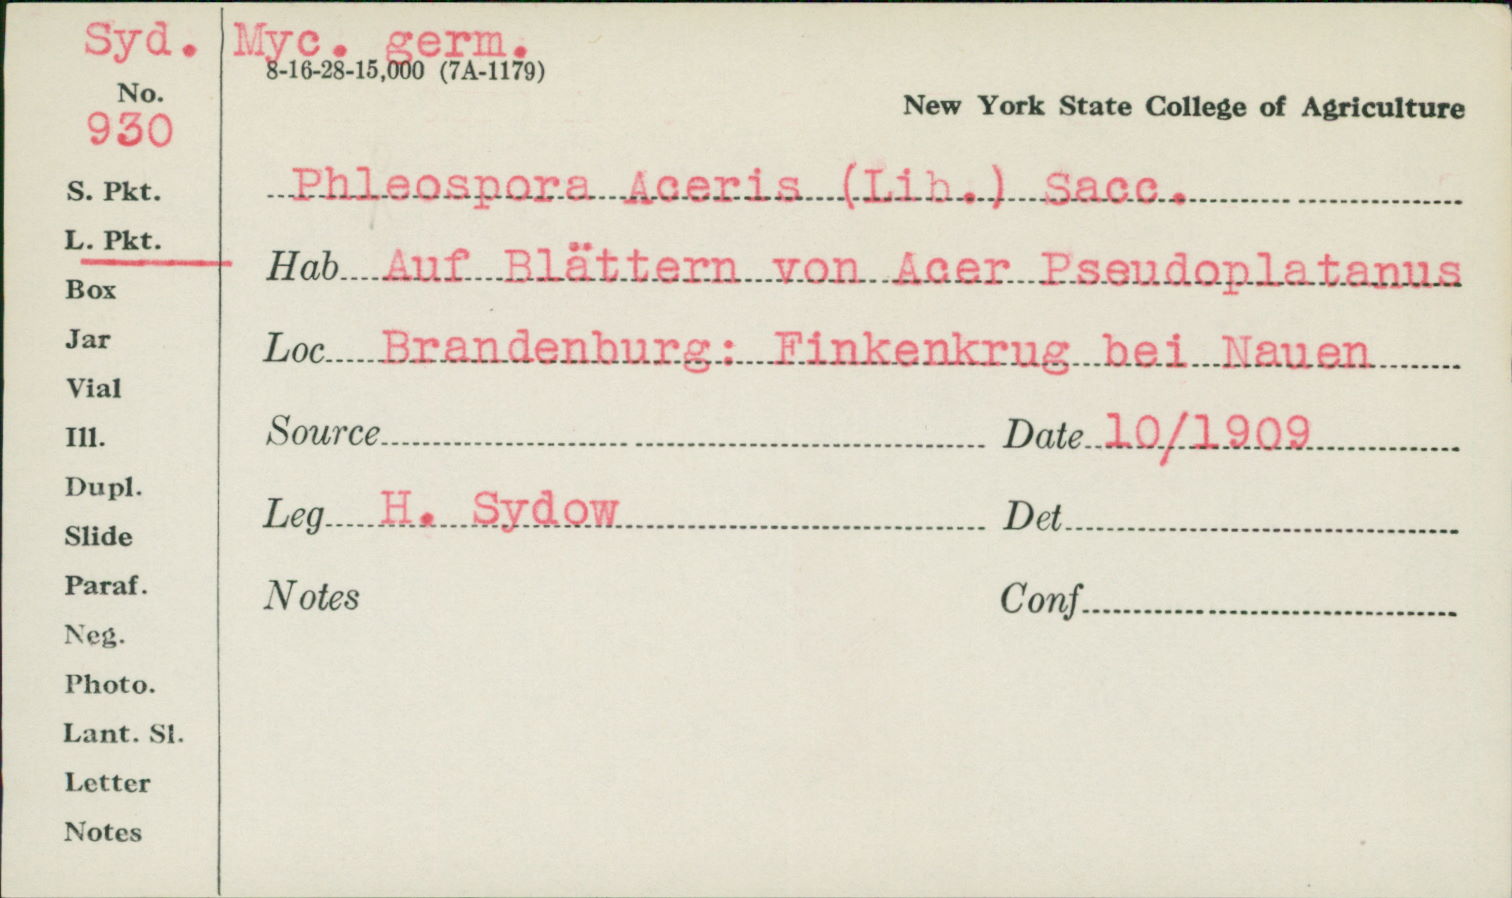 Syd. Myc. germ.
8-16-28-15,000 (7A-1179)
No.
930
New York State College of Agriculture
S. Pkt.
Phleospora Aceris (Lib.) Sacc.
L. Pkt.
Hab Auf Blättern von Acer Pseudoplatanus
Box
Jar
Loc Brandenburg: Finkenkrug bei Nauen
Vial
Ill.
Source Date 10/1909
Dupl.
Slide
Leg H. Sydow Det
Paraf.
Notes Conf
Neg.
Photo.
Lant. Sl.
Letter
Notes